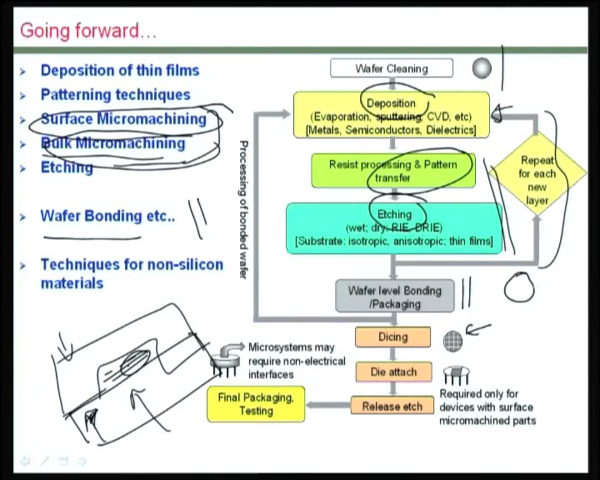 Going forward…
Deposition of thin films
Patterning techniques
Surface Micromachining
Bulk Micromachining
Etching
Wafer Bonding etc..
Techniques for non-silicon
materials
Wafer Cleaning
Deposition
(Evaporation, sputtering, CVD, etc)
[Metals, Semiconductors, Dielectrics]
Resist processing & Pattern
transfer
Etching
(wet; dry: RIE, DRIE)
[Substrate; isotropic, anisotropic; thin films]
Repeat
for each
new
layer
Processing of bonded wafer
Wafer level Bonding
/Packaging
Dicing
Die attach
Release etch
Microsystems may
require non-electrical
interfaces
Required only for
devices with surface
micromachined parts
Final Packaging,
Testing